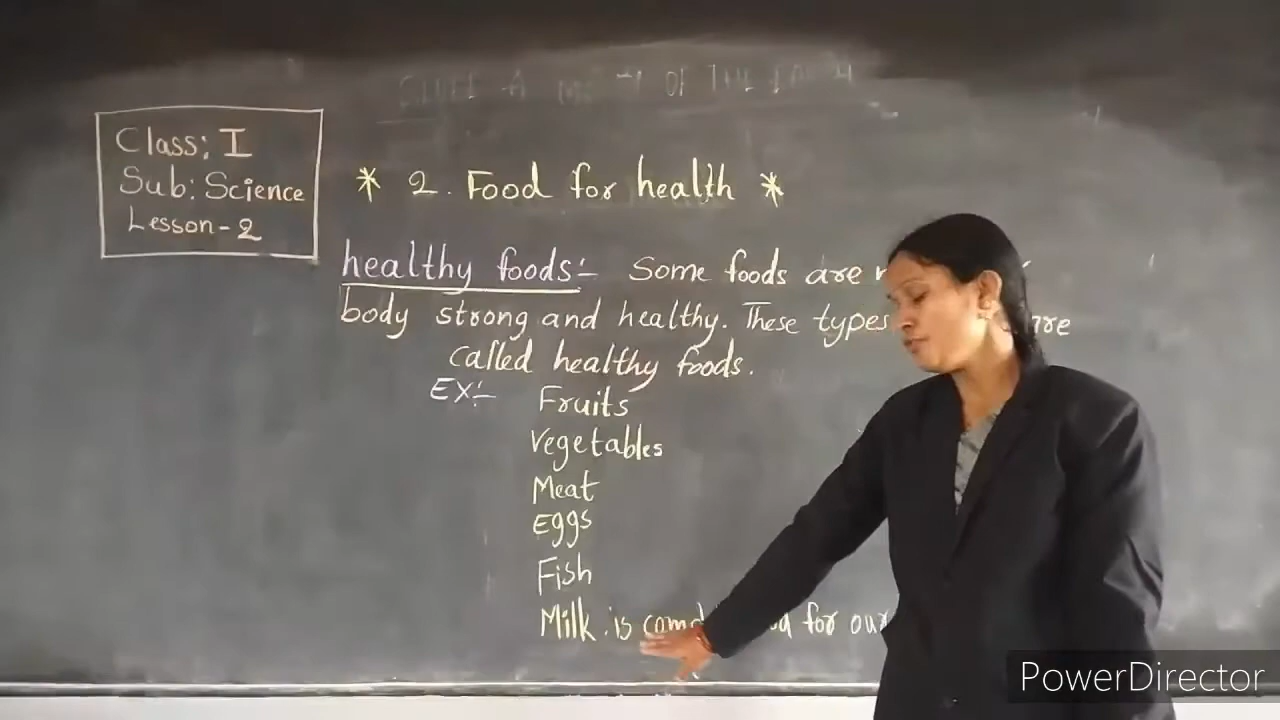 Class: I
Sub: Science
Lesson-2
* 2. Food for health *
healthy foods:- Some foods are
body strong and healthy. These types are
called healthy foods.
EX:- Fruits
Vegetables
Meat
Eggs
Fish
Milk. is for our
PowerDirector